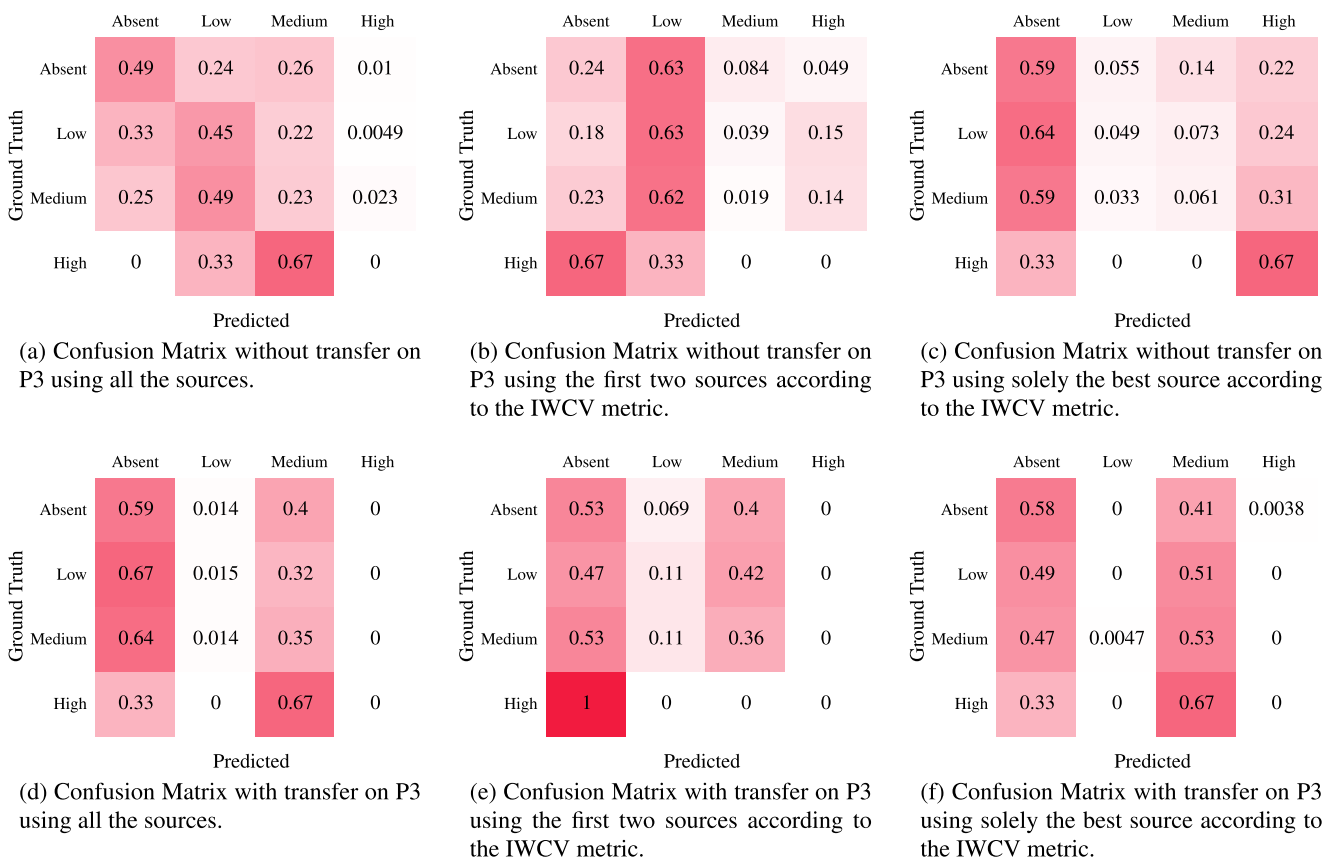 Absent Low Medium High
Absent 0.49 0.24 0.26 0.01
Low 0.33 0.45 0.22 0.0049
Medium 0.25 0.49 0.23 0.023
High 0 0.33 0.67 0
Ground Truth
Predicted
(a) Confusion Matrix without transfer on
P3 using all the sources.
Absent Low Medium High
Absent 0.24 0.63 0.084 0.049
Low 0.18 0.63 0.039 0.15
Medium 0.23 0.62 0.019 0.14
High 0.67 0.33 0 0
Ground Truth
Predicted
(b) Confusion Matrix without transfer on
P3 using the first two sources according
to the IWCV metric.
Absent Low Medium High
Absent 0.59 0.055 0.14 0.22
Low 0.64 0.049 0.073 0.24
Medium 0.59 0.033 0.061 0.31
High 0.33 0 0 0.67
Ground Truth
Predicted
(c) Confusion Matrix without transfer on
P3 using solely the best source according
to the IWCV metric.
Absent Low Medium High
Absent 0.59 0.014 0.4 0
Low 0.67 0.015 0.32 0
Medium 0.64 0.014 0.35 0
High 0.33 0 0.67 0
Ground Truth
Predicted
(d) Confusion Matrix with transfer on P3
using all the sources.
Absent Low Medium High
Absent 0.53 0.069 0.4 0
Low 0.47 0.11 0.42 0
Medium 0.53 0.11 0.36 0
High 1 0 0 0
Ground Truth
Predicted
(e) Confusion Matrix with transfer on P3
using the first two sources according to
the IWCV metric.
Absent Low Medium High
Absent 0.58 0 0.41 0.0038
Low 0.49 0 0.51 0
Medium 0.47 0.0047 0.53 0
High 0.33 0 0.67 0
Ground Truth
Predicted
(f) Confusion Matrix with transfer on P3
using solely the best source according to
the IWCV metric.